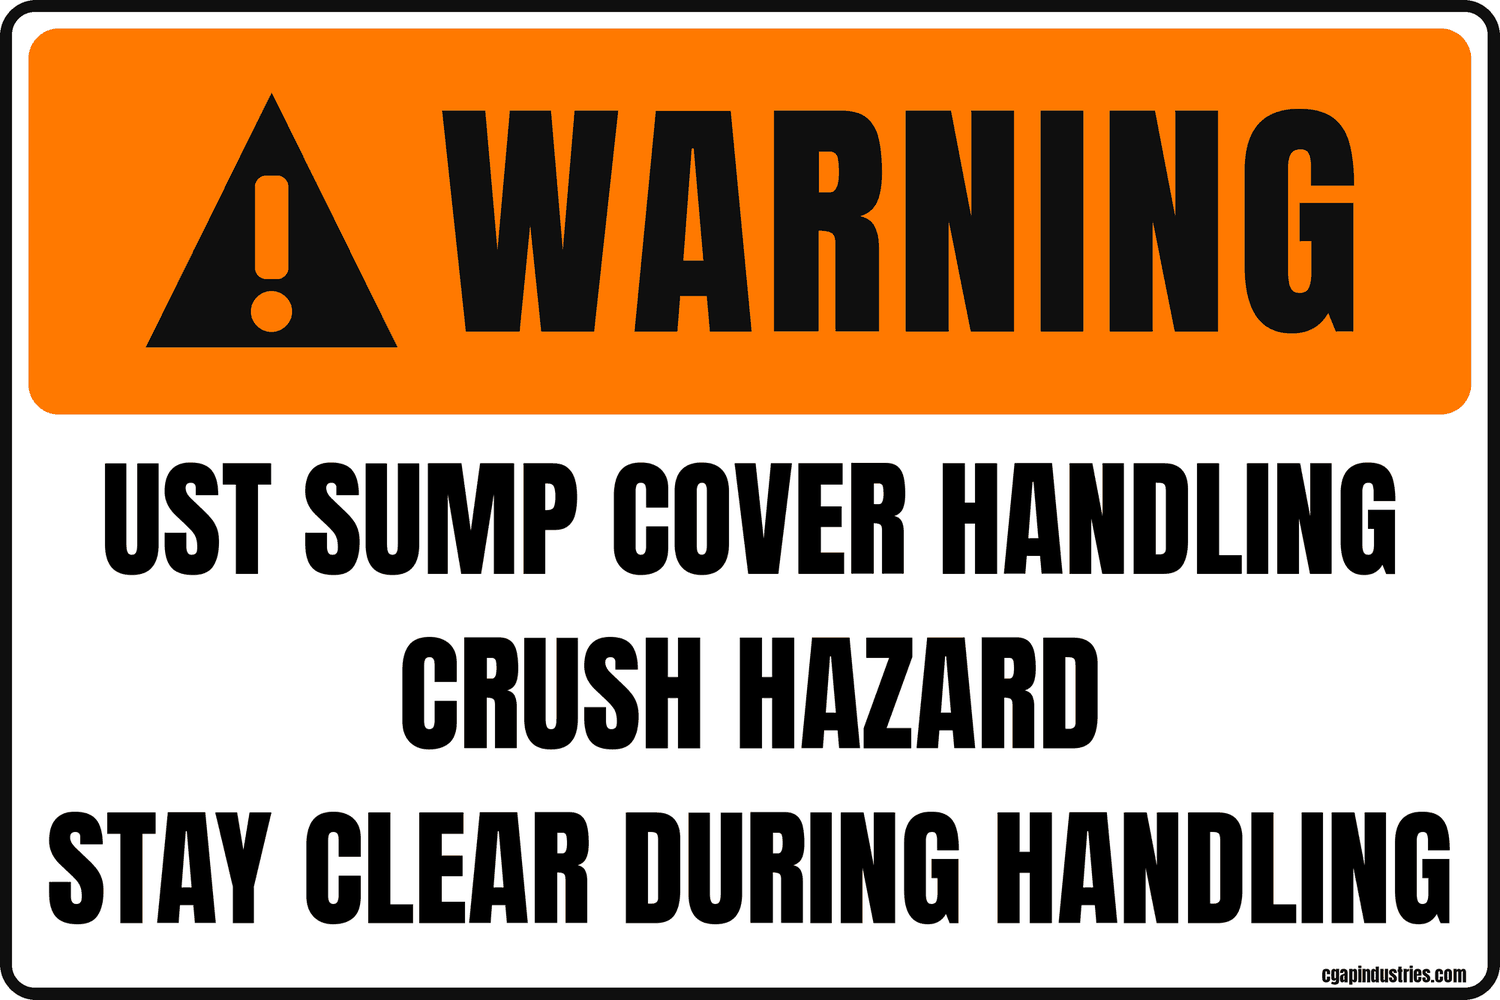 WARNING
UST SUMP COVER HANDLING
CRUSH HAZARD
STAY CLEAR DURING HANDLING
cgapindustries.com